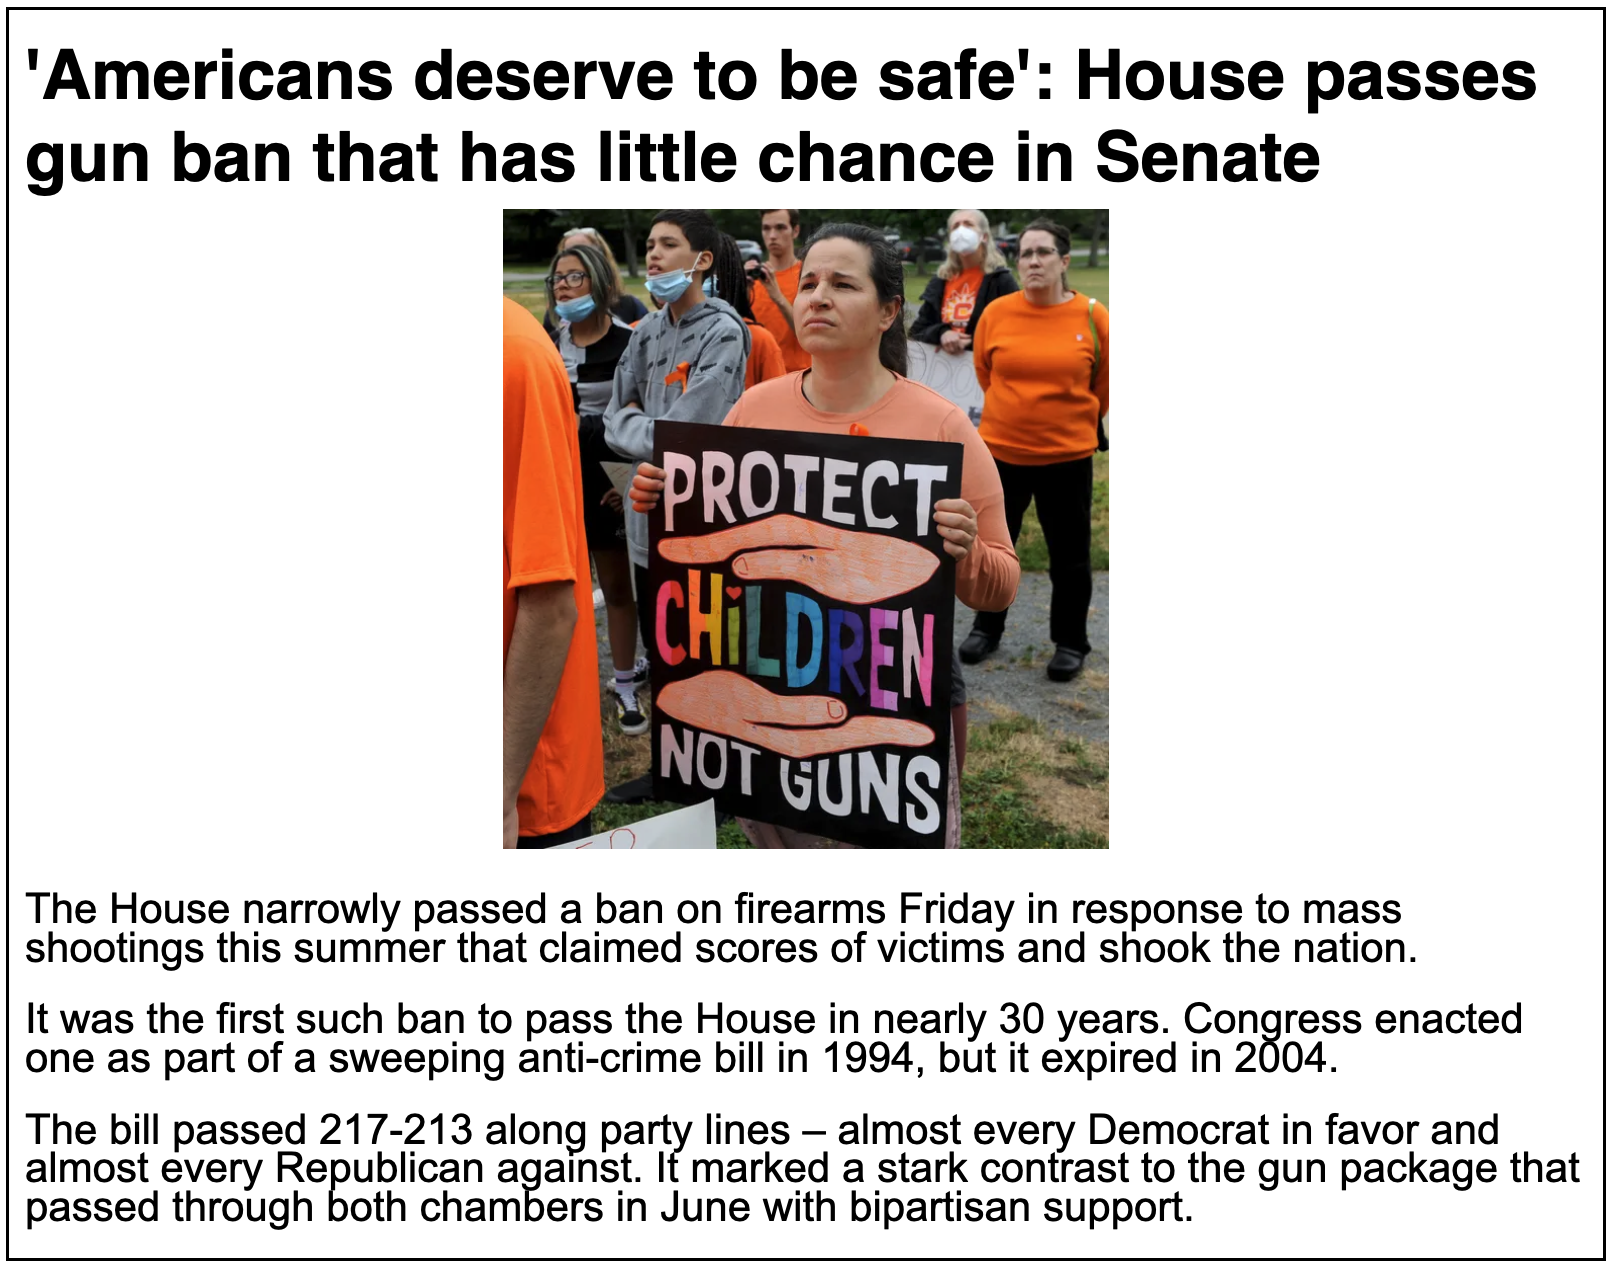 'Americans deserve to be safe': House passes
gun ban that has little chance in Senate
PROTECT
CHiLDREN
NOT GUNS
The House narrowly passed a ban on firearms Friday in response to mass
shootings this summer that claimed scores of victims and shook the nation.
It was the first such ban to pass the House in nearly 30 years. Congress enacted
one as part of a sweeping anti-crime bill in 1994, but it expired in 2004.
The bill passed 217-213 along party lines – almost every Democrat in favor and
almost every Republican against. It marked a stark contrast to the gun package that
passed through both chambers in June with bipartisan support.